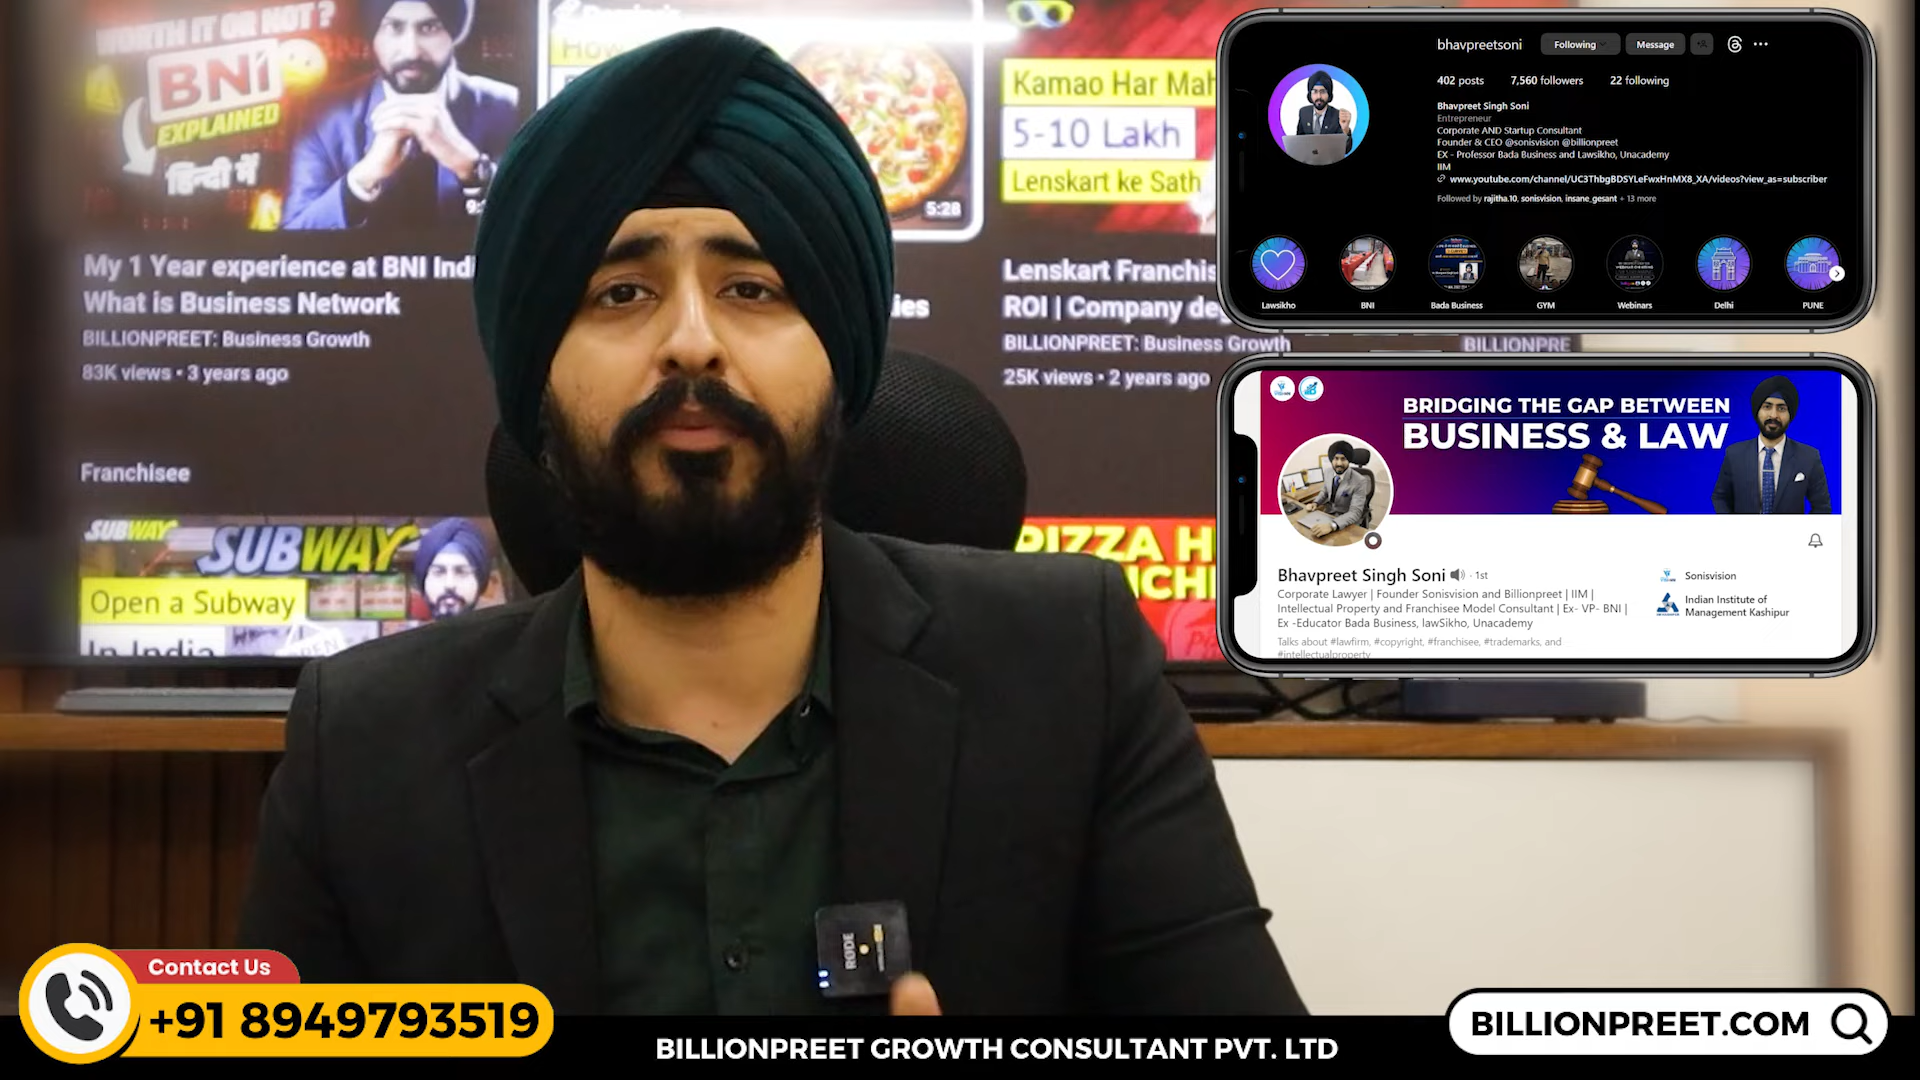 WORTH IT OR NOT ?
BNI
EXPLAINED
हिन्दी में
My 1 Year experience at BNI Ind
What is Business Network
BILLIONPREET: Business Growth
83K views • 3 years ago
Franchisee
SUBWAY
SUBWAY
Open a Subway
In India
5:28
ies
Kamao Har Mah
5-10 Lakh
Lenskart ke Sath
Lenskart Franchis
ROI | Company de
BILLIONPREET: Business Growth
25K views • 2 years ago
BILLIONPRE
PIZZA H
bhavpreetsoni
Following
Message
402 posts
7,560 followers
22 following
Bhavpreet Singh Soni
Entrepreneur
Corporate AND Startup Consultant
Founder & CEO @sonisvision @billionpreet
EX - Professor Bada Business and Lawsikho, Unacademy
IIM
www.youtube.com/channel/UC3ThbgBDSYLeFwxHnMX8_XA/videos?view_as=subscriber
Followed by rajitha.10, sonisvision, insane_gesant + 13 more
Lawsikho
BNI
Bada Business
GYM
Webinars
Delhi
PUNE
BRIDGING THE GAP BETWEEN
BUSINESS & LAW
Bhavpreet Singh Soni · 1st
Corporate Lawyer | Founder Sonisvision and Billionpreet | IIM |
Intellectual Property and Franchisee Model Consultant | Ex- VP- BNI |
Ex -Educator Bada Business, lawSikho, Unacademy
Talks about #lawfirm, #copyright, #franchisee, #trademarks, and
#intellectualproperty
Sonisvision
Indian Institute of
Management Kashipur
RODE
Contact Us
+91 8949793519
BILLIONPREET GROWTH CONSULTANT PVT. LTD
BILLIONPREET.COM